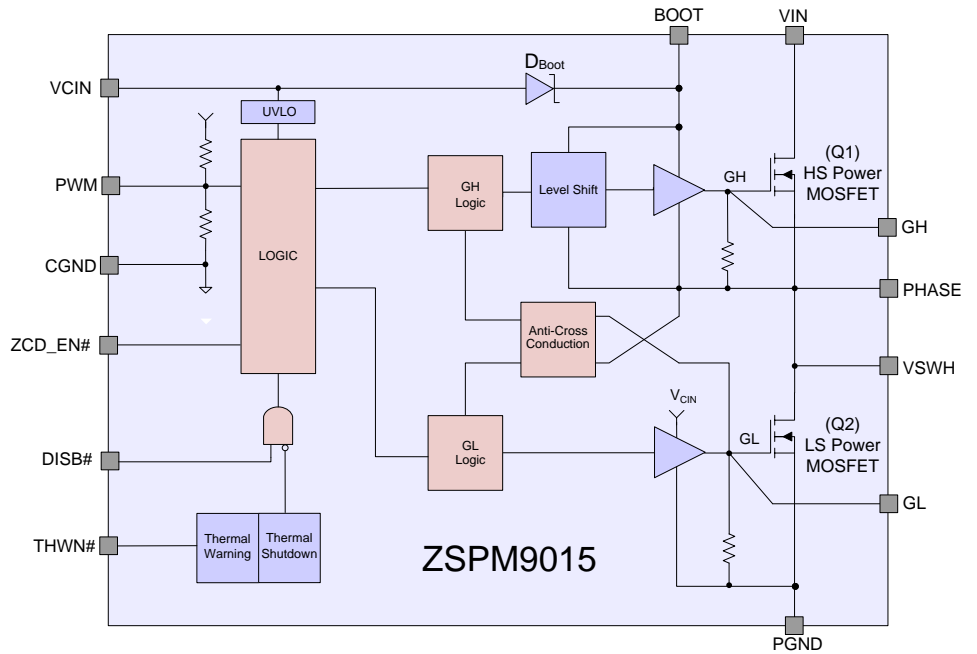 BOOT
VIN
VCIN
DBoot
UVLO
PWM
GH
Logic
Level Shift
GH
(Q1)
HS Power
MOSFET
GH
LOGIC
CGND
PHASE
Anti-Cross
Conduction
ZCD_EN#
VSWH
VCIN
GL
Logic
GL
(Q2)
LS Power
MOSFET
DISB#
GL
THWN#
Thermal
Warning
Thermal
Shutdown
ZSPM9015
PGND